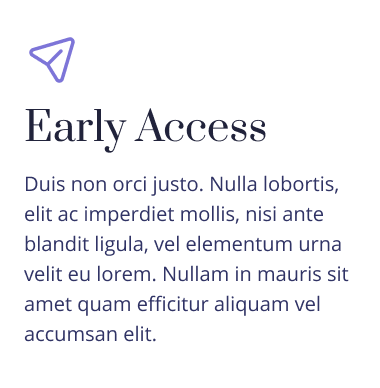 Early Access
Duis non orci justo. Nulla lobortis,
elit ac imperdiet mollis, nisi ante
blandit ligula, vel elementum urna
velit eu lorem. Nullam in mauris sit
amet quam efficitur aliquam vel
accumsan elit.